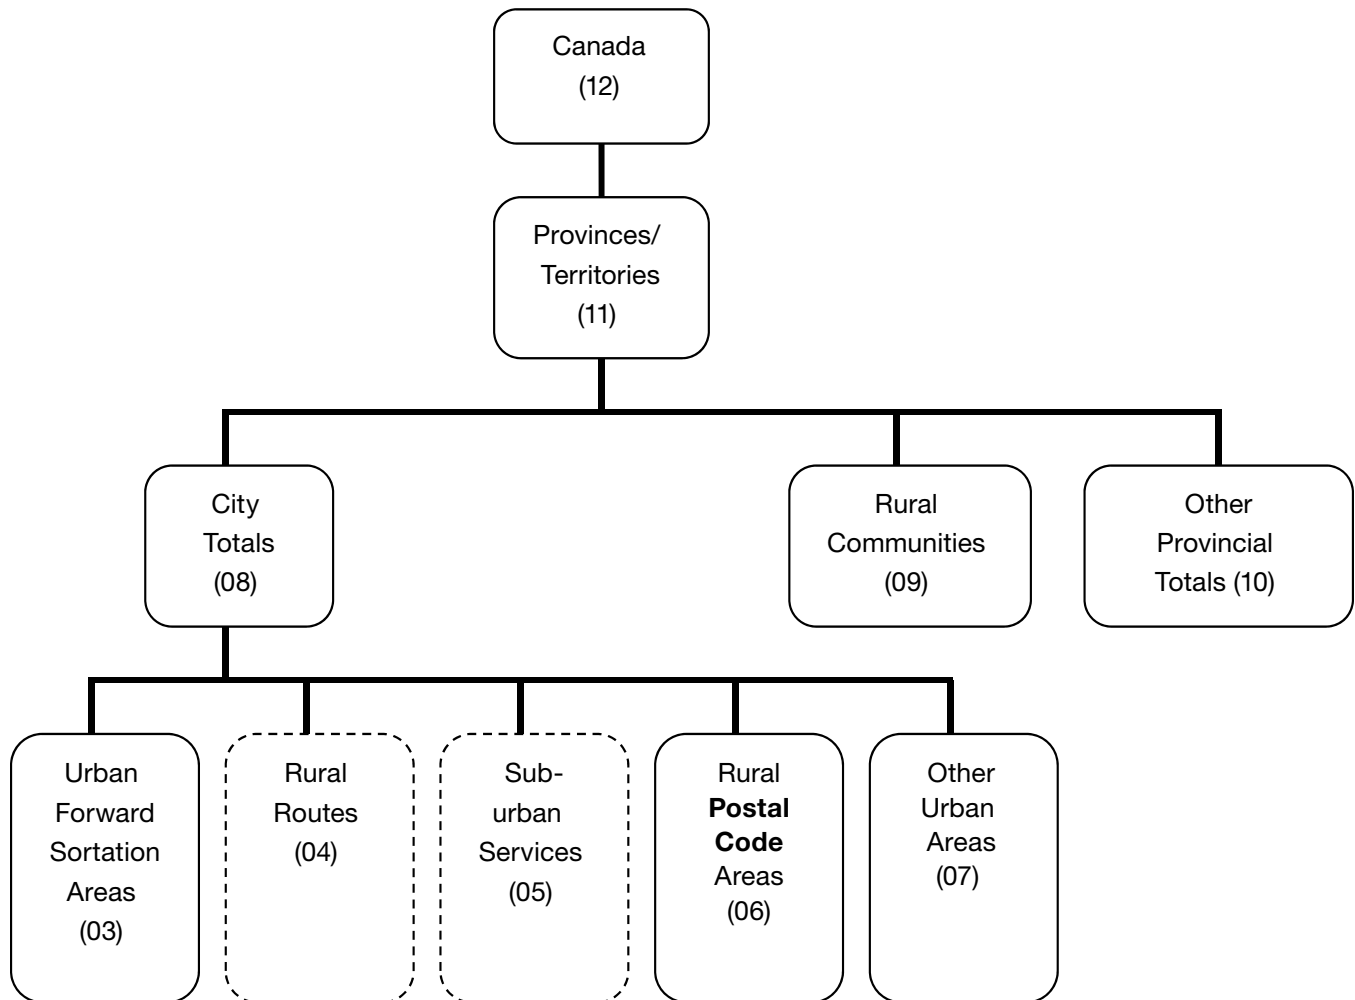 Canada
(12)
Provinces/
Territories
(11)
City
Totals
(08)
Rural
Communities
(09)
Other
Provincial
Totals (10)
Urban
Forward
Sortation
Areas
(03)
Rural
Routes
(04)
Sub-
urban
Services
(05)
Rural
Postal
Code
Areas
(06)
Other
Urban
Areas
(07)